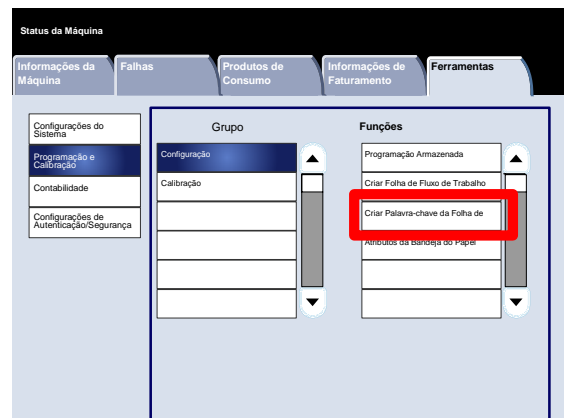 Status da Máquina
Informações da
Máquina
Falhas
Produtos de
Consumo
Informações de
Faturamento
Ferramentas
Configurações do
Sistema
Programação e
Calibração
Contabilidade
Configurações de
Autenticação/Segurança
Grupo
Configuração
Calibração
Funções
Programação Armazenada
Criar Folha de Fluxo de Trabalho
Criar Palavra-chave da Folha de
Atributos da Bandeja do Papel